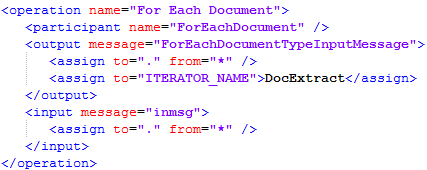 <operation name="For Each Document">
<participant name="ForEachDocument" />
<output message="ForEachDocumentTypeInputMessage">
<assign to="." from="*" />
<assign to="ITERATOR_NAME">DocExtract</assign>
</output>
<input message="inmsg">
<assign to="." from="*" />
</input>
</operation>